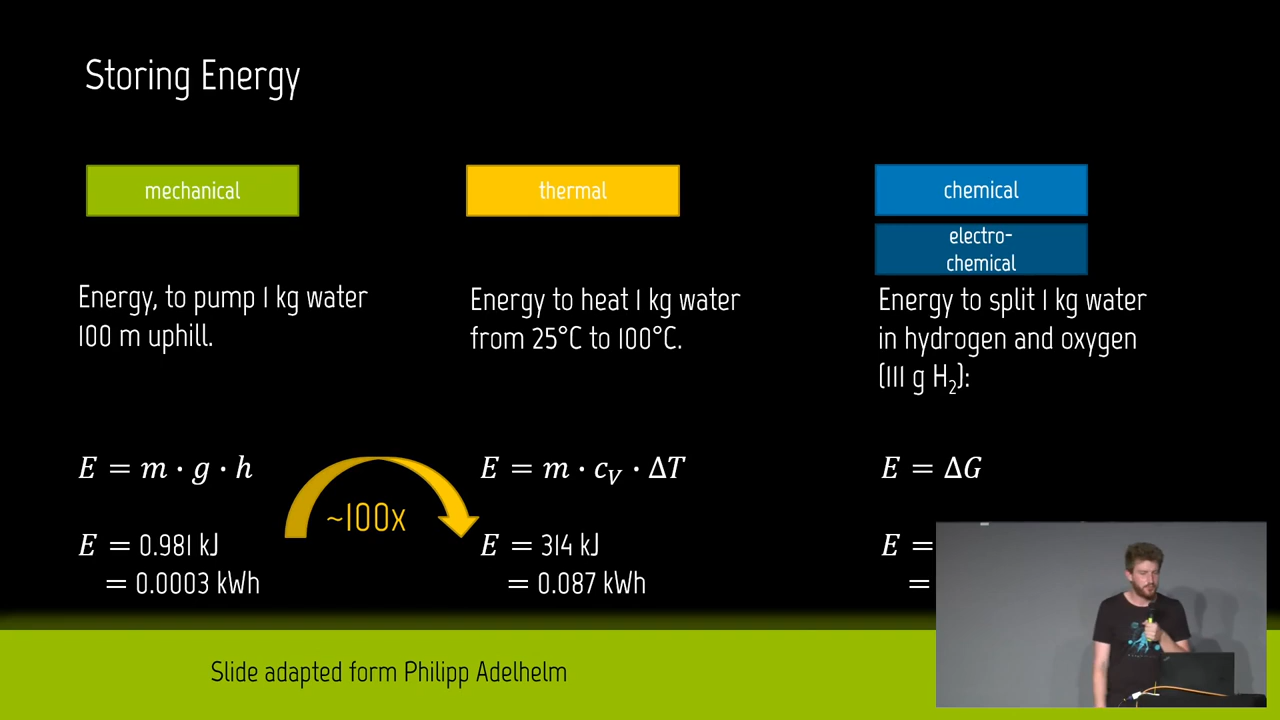 Storing Energy
mechanical
Energy, to pump 1 kg water
100 m uphill.
E = m · g · h
E = 0.981 kJ
= 0.0003 kWh
~100x
thermal
Energy to heat 1 kg water
from 25°C to 100°C.
E = m · c_V · ΔT
E = 314 kJ
= 0.087 kWh
chemical
electro-
chemical
Energy to split 1 kg water
in hydrogen and oxygen
(111 g H₂):
E = ΔG
E =
=
Slide adapted form Philipp Adelhelm